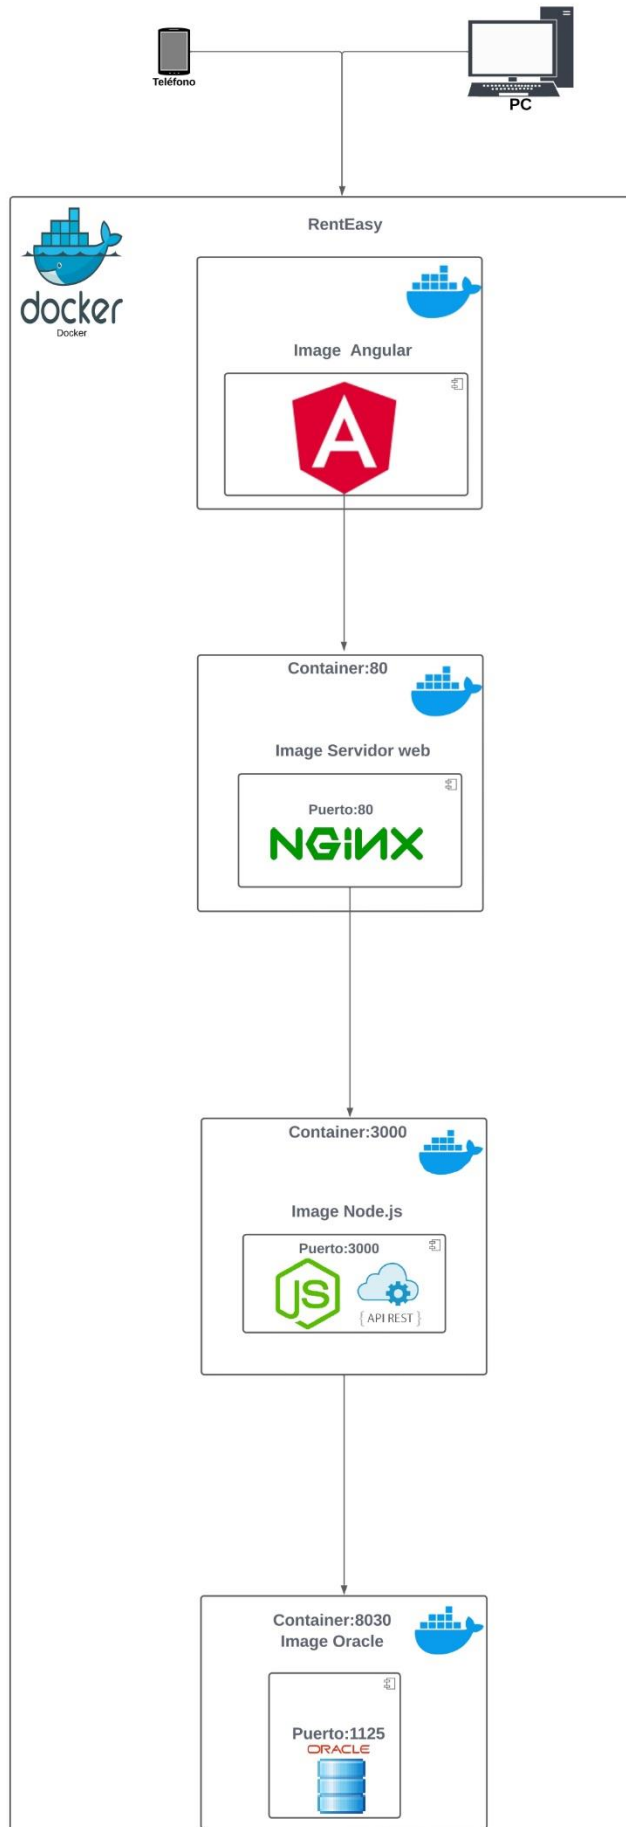 Teléfono
PC
RentEasy
docker
Docker
Image Angular
A
Container:80
Image Servidor web
Puerto:80
NGINX
Container:3000
Image Node.js
Puerto:3000
JS
{ API REST }
Container:8030
Image Oracle
Puerto:1125
ORACLE